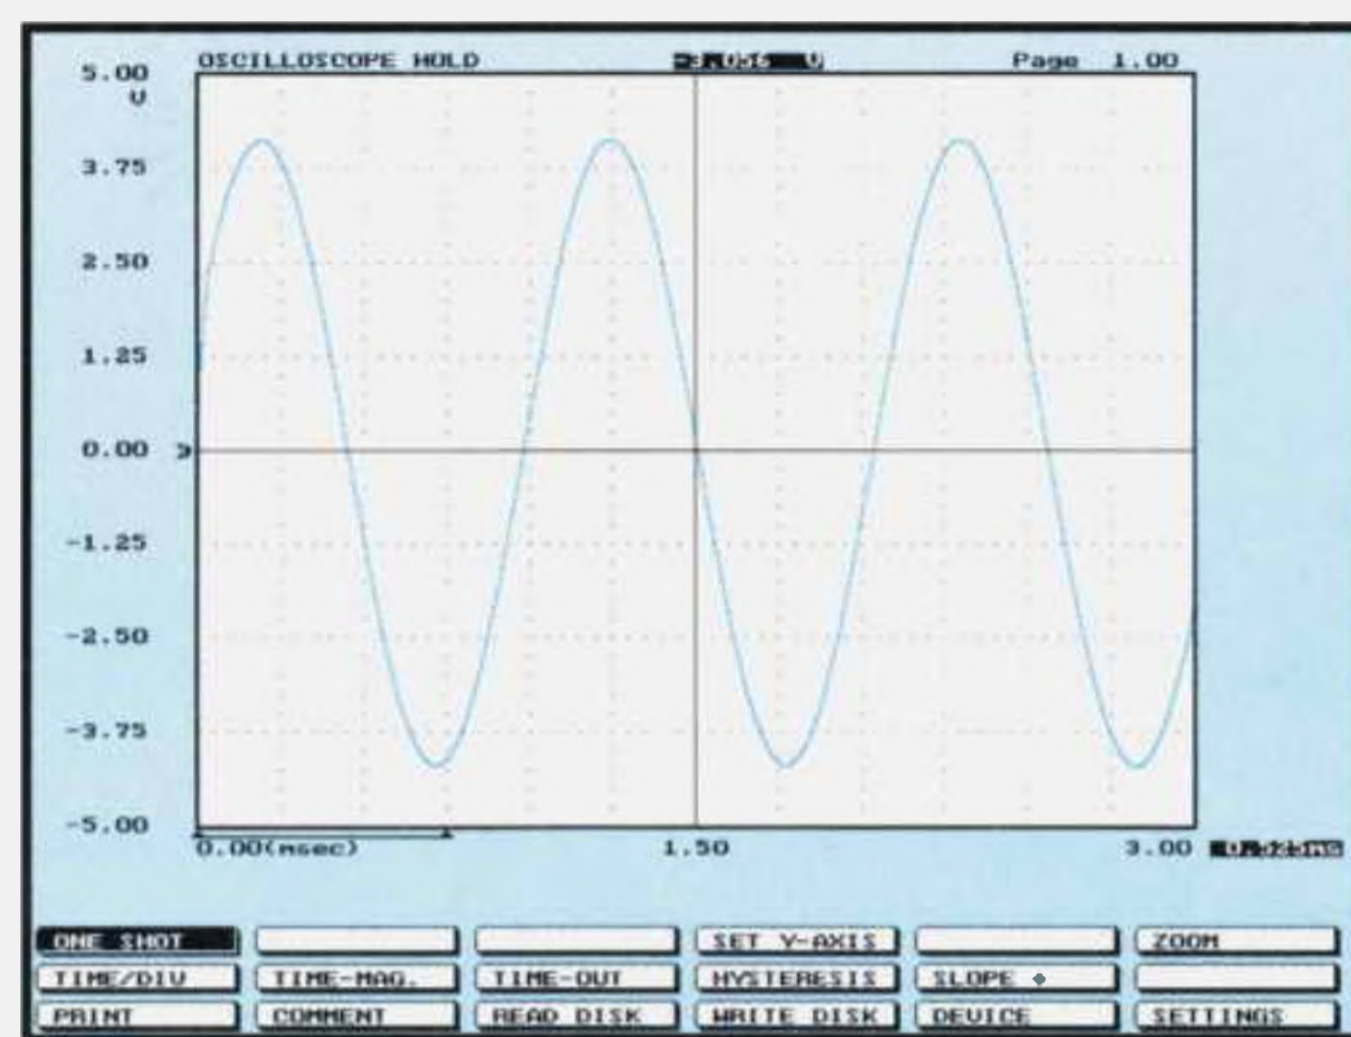 OSCILLOSCOPE HOLD Page 1.00
5.00
V
3.75
2.50
1.25
0.00
-1.25
-2.50
-3.75
-5.00
0.00(msec) 1.50 3.00
ONE SHOT SET Y-AXIS ZOOM
TIME/DIV TIME-MAG. TIME-OUT HYSTERESIS SLOPE
PRINT COMMENT READ DISK WRITE DISK DEVICE SETTINGS